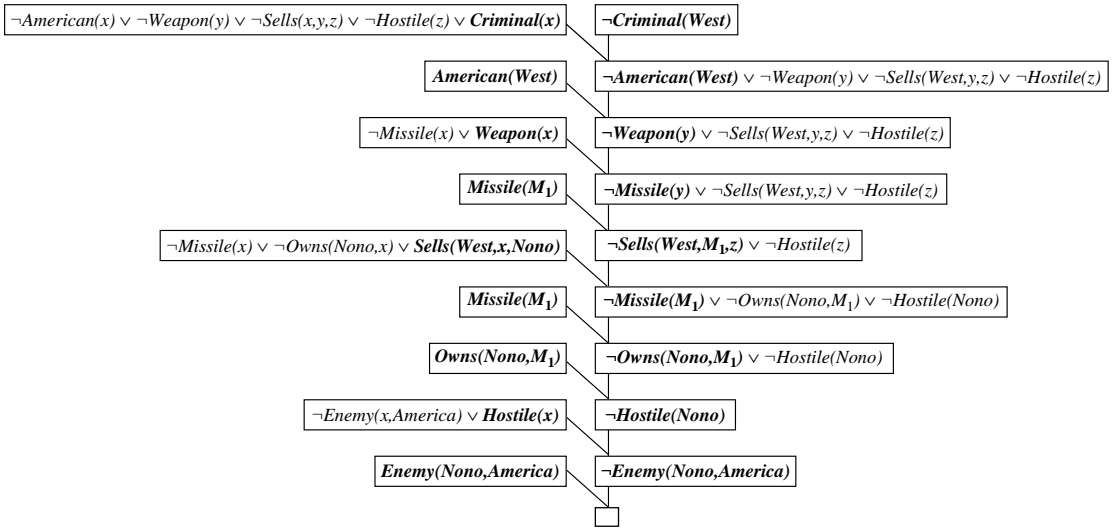 ¬American(x) ∨ ¬Weapon(y) ∨ ¬Sells(x,y,z) ∨ ¬Hostile(z) ∨ Criminal(x)
¬Criminal(West)
American(West)
¬American(West) ∨ ¬Weapon(y) ∨ ¬Sells(West,y,z) ∨ ¬Hostile(z)
¬Missile(x) ∨ Weapon(x)
¬Weapon(y) ∨ ¬Sells(West,y,z) ∨ ¬Hostile(z)
Missile(M₁)
¬Missile(y) ∨ ¬Sells(West,y,z) ∨ ¬Hostile(z)
¬Missile(x) ∨ ¬Owns(Nono,x) ∨ Sells(West,x,Nono)
¬Sells(West,M₁,z) ∨ ¬Hostile(z)
Missile(M₁)
¬Missile(M₁) ∨ ¬Owns(Nono,M₁) ∨ ¬Hostile(Nono)
Owns(Nono,M₁)
¬Owns(Nono,M₁) ∨ ¬Hostile(Nono)
¬Enemy(x,America) ∨ Hostile(x)
¬Hostile(Nono)
Enemy(Nono,America)
¬Enemy(Nono,America)